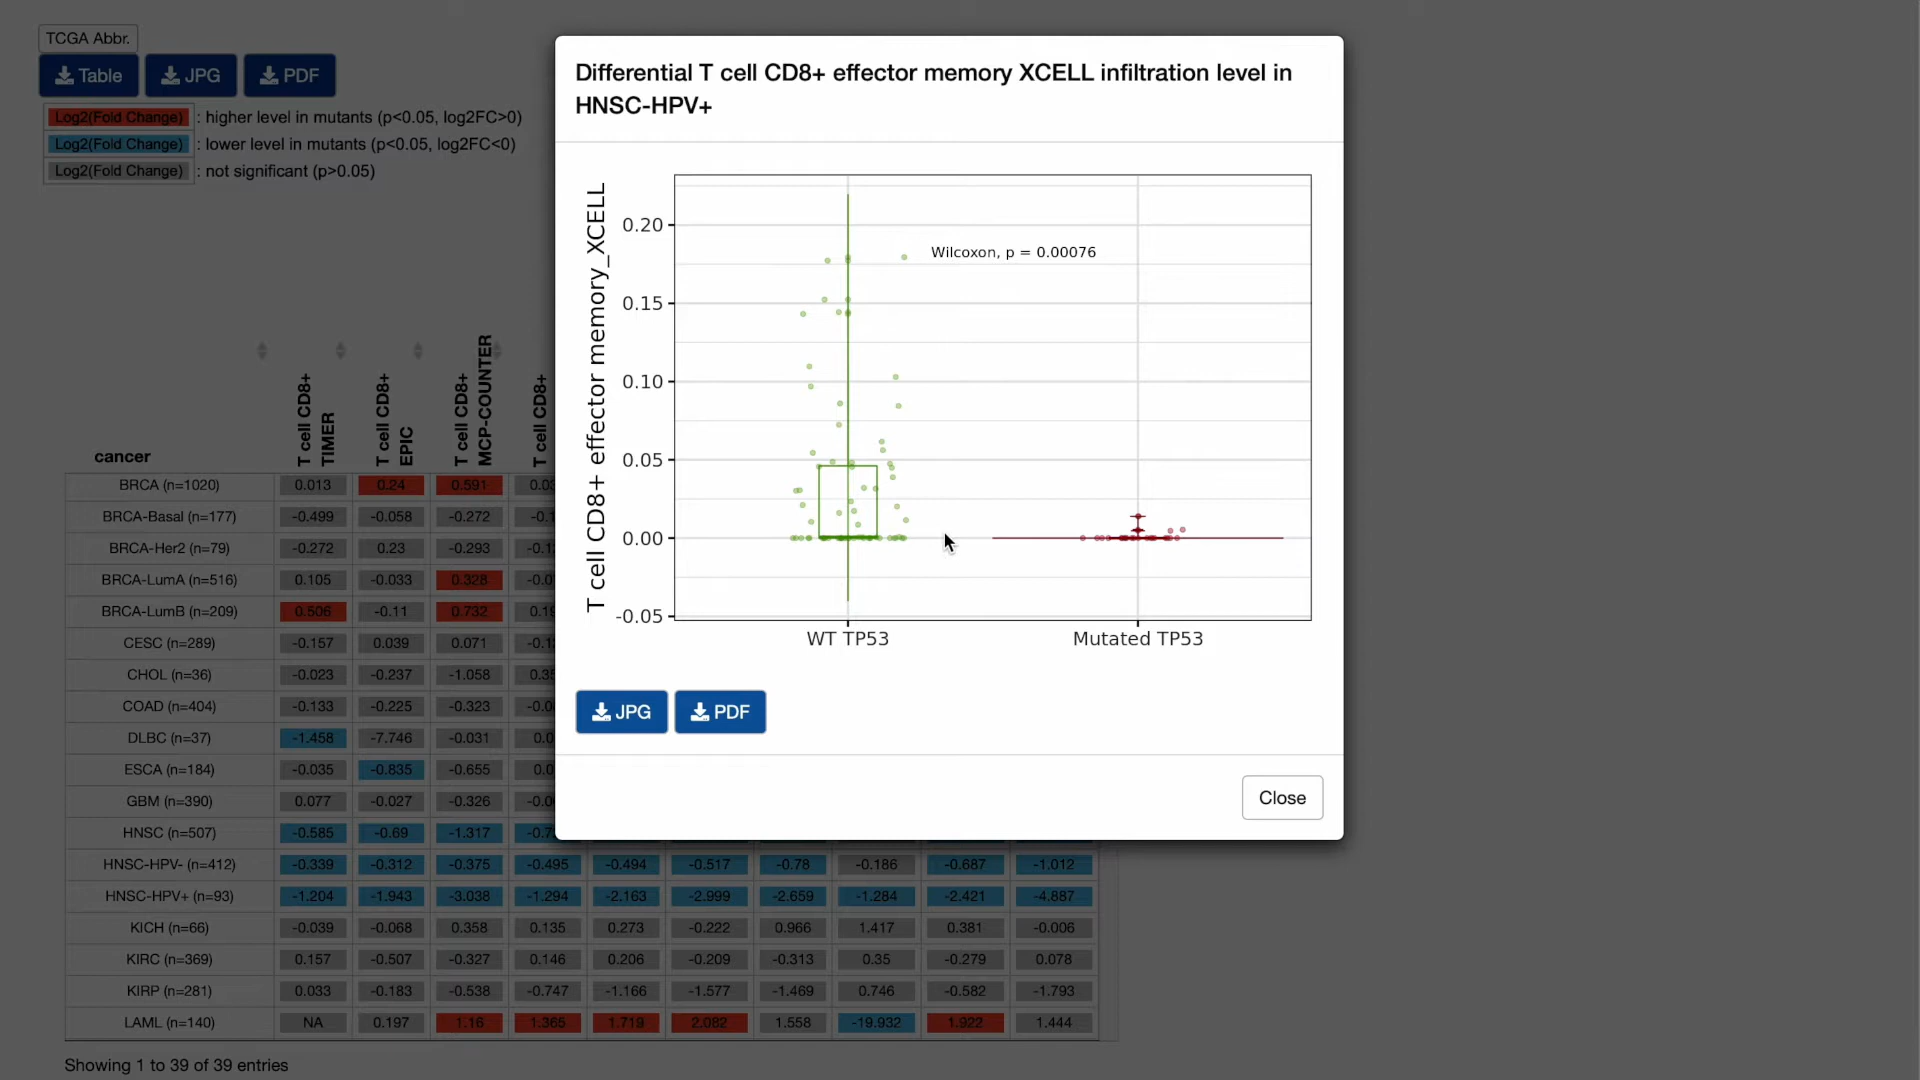 TCGA Abbr.
Table JPG PDF
Log2(Fold Change) : higher level in mutants (p<0.05, log2FC>0)
Log2(Fold Change) : lower level in mutants (p<0.05, log2FC<0)
Log2(Fold Change) : not significant (p>0.05)
cancer
T cell CD8+ TIMER
T cell CD8+ EPIC
T cell CD8+ MCP-COUNTER
T cell CD8+
BRCA (n=1020) 0.013 0.24 0.591
BRCA-Basal (n=177) -0.499 -0.058 -0.272
BRCA-Her2 (n=79) -0.272 0.23 -0.293
BRCA-LumA (n=516) 0.105 -0.033 0.328
BRCA-LumB (n=209) 0.506 -0.11 0.732
CESC (n=289) -0.157 0.039 0.071
CHOL (n=36) -0.023 -0.237 -1.058
COAD (n=404) -0.133 -0.225 -0.323
DLBC (n=37) -1.458 -7.746 -0.031
ESCA (n=184) -0.035 -0.835 -0.655
GBM (n=390) 0.077 -0.027 -0.326
HNSC (n=507) -0.585 -0.69 -1.317
HNSC-HPV- (n=412) -0.339 -0.312 -0.375 -0.495 -0.494 -0.517 -0.78 -0.186 -0.687 -1.012
HNSC-HPV+ (n=93) -1.204 -1.943 -3.038 -1.294 -2.163 -2.999 -2.659 -1.284 -2.421 -4.887
KICH (n=66) -0.039 -0.068 0.358 0.135 0.273 -0.222 0.966 1.417 0.381 -0.006
KIRC (n=369) 0.157 -0.507 -0.327 0.146 0.206 -0.209 -0.313 0.35 -0.279 0.078
KIRP (n=281) 0.033 -0.183 -0.538 -0.747 -1.166 -1.577 -1.469 0.746 -0.582 -1.793
LAML (n=140) NA 0.197 1.16 1.365 1.719 2.082 1.558 -19.932 1.922 1.444
Showing 1 to 39 of 39 entries
Differential T cell CD8+ effector memory XCELL infiltration level in
HNSC-HPV+
T cell CD8+ effector memory_XCELL
0.20
0.15
0.10
0.05
0.00
-0.05
Wilcoxon, p = 0.00076
WT TP53 Mutated TP53
JPG PDF
Close